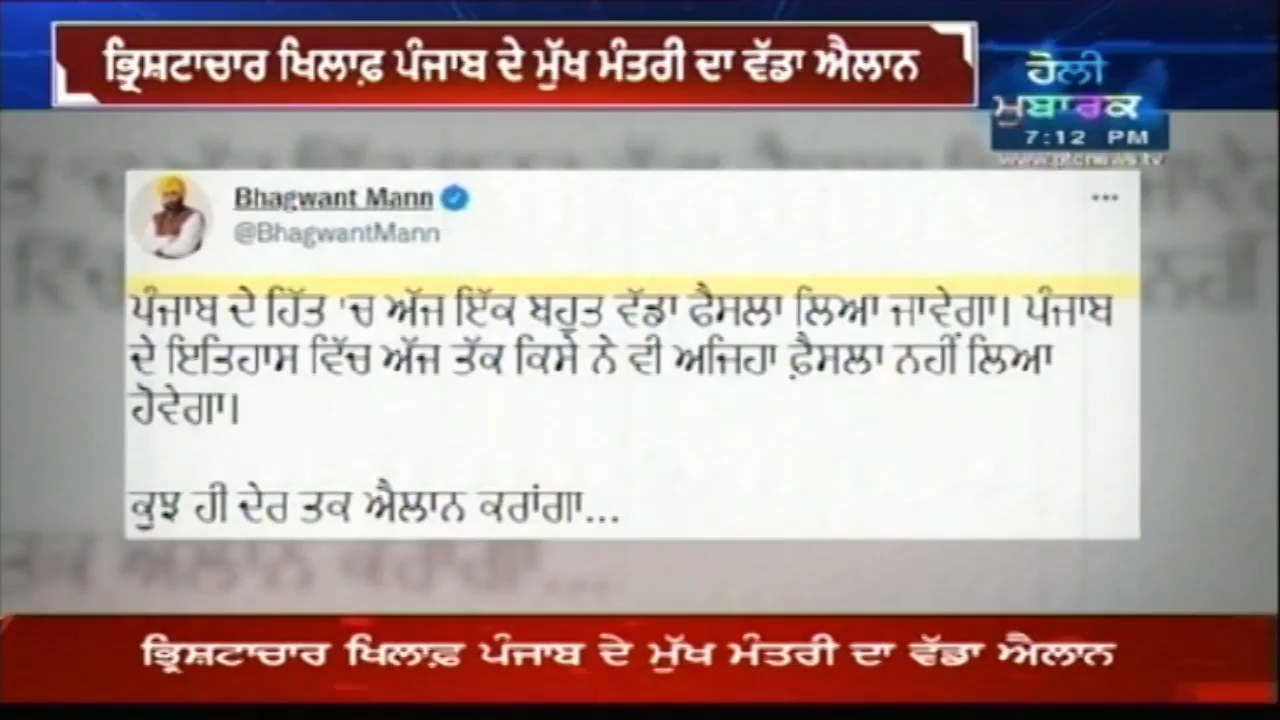 ਭ੍ਰਿਸ਼ਟਾਚਾਰ ਖਿਲਾਫ਼ ਪੰਜਾਬ ਦੇ ਮੁੱਖ ਮੰਤਰੀ ਦਾ ਵੱਡਾ ਐਲਾਨ
ਹੋਲੀ
ਮੁਬਾਰਕ
7:12 PM
www.ptcnews.tv
Bhagwant Mann
@BhagwantMann
ਪੰਜਾਬ ਦੇ ਹਿੱਤ 'ਚ ਅੱਜ ਇੱਕ ਬਹੁਤ ਵੱਡਾ ਫੈਸਲਾ ਲਿਆ ਜਾਵੇਗਾ। ਪੰਜਾਬ
ਦੇ ਇਤਿਹਾਸ ਵਿੱਚ ਅੱਜ ਤੱਕ ਕਿਸੇ ਨੇ ਵੀ ਅਜਿਹਾ ਫ਼ੈਸਲਾ ਨਹੀਂ ਲਿਆ
ਹੋਵੇਗਾ।
ਕੁਝ ਹੀ ਦੇਰ ਤਕ ਐਲਾਨ ਕਰਾਂਗਾ...
ਭ੍ਰਿਸ਼ਟਾਚਾਰ ਖਿਲਾਫ਼ ਪੰਜਾਬ ਦੇ ਮੁੱਖ ਮੰਤਰੀ ਦਾ ਵੱਡਾ ਐਲਾਨ